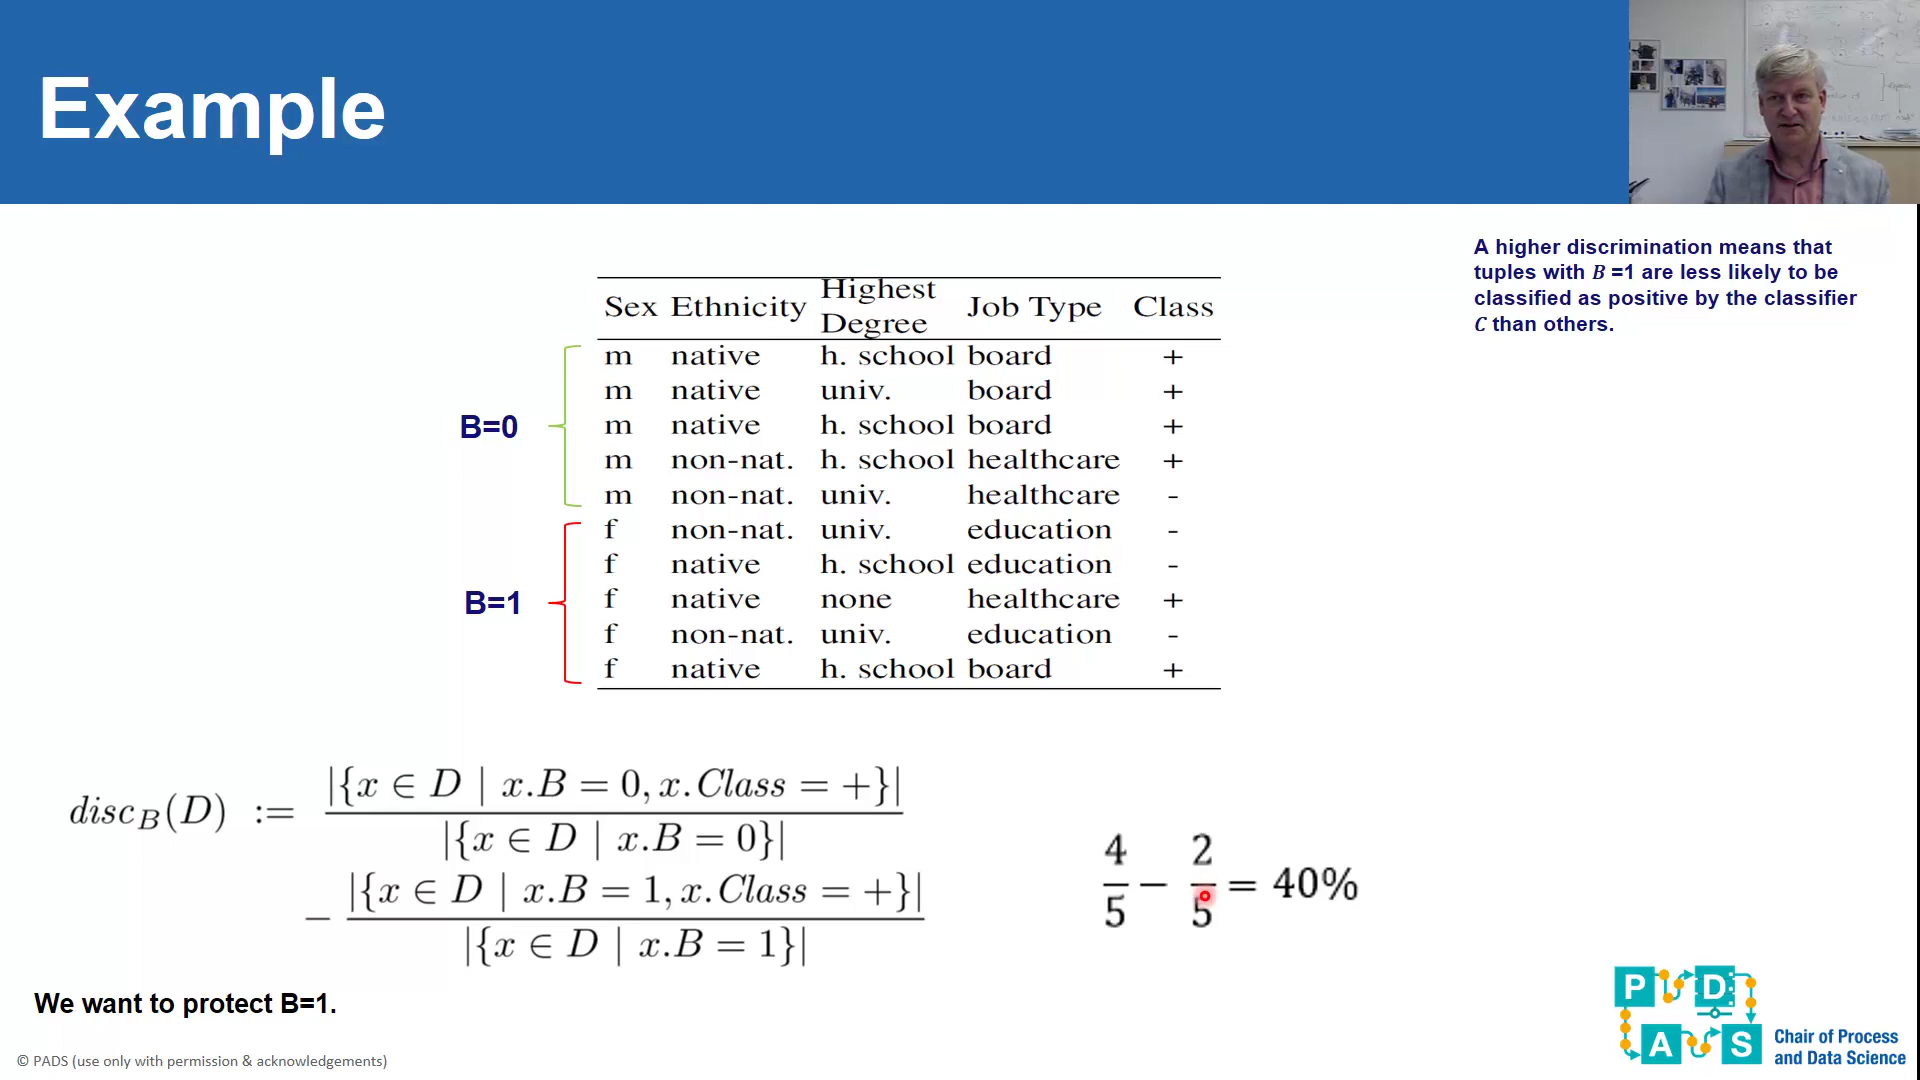 Example
A higher discrimination means that
tuples with B =1 are less likely to be
classified as positive by the classifier
C than others.
Sex Ethnicity Highest Degree Job Type Class
m native h. school board +
m native univ. board +
m native h. school board +
m non-nat. h. school healthcare +
m non-nat. univ. healthcare -
f non-nat. univ. education -
f native h. school education -
f native none healthcare +
f non-nat. univ. education -
f native h. school board +
B=0
B=1
disc_B(D) := |{x ∈ D | x.B = 0, x.Class = +}|
|{x ∈ D | x.B = 0}|
− |{x ∈ D | x.B = 1, x.Class = +}|
|{x ∈ D | x.B = 1}|
4/5 − 2/5 = 40%
We want to protect B=1.
© PADS (use only with permission & acknowledgements)
P D
A S
Chair of Process
and Data Science